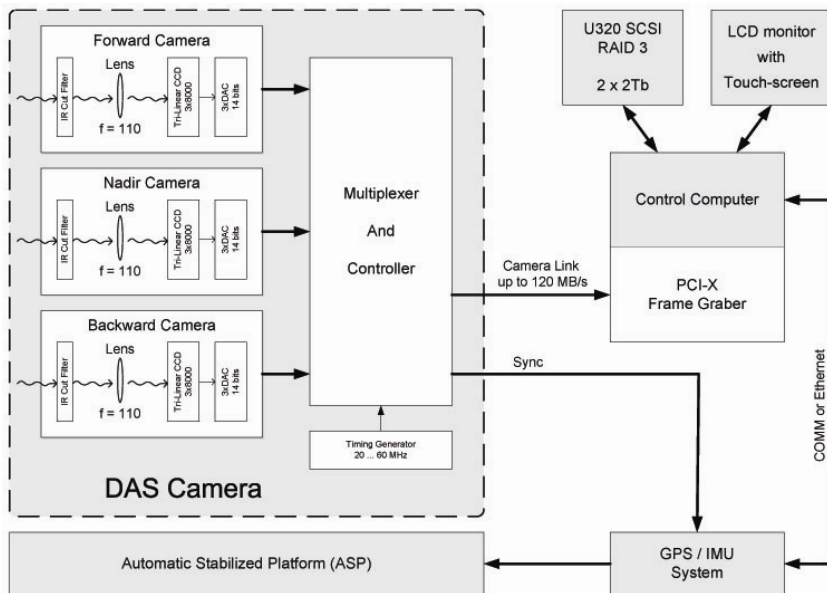 Forward Camera
Lens
IR Cut Filter
f = 110
Tri-Linear CCD
3x8000
3xDAC
14 bits
Nadir Camera
Lens
IR Cut Filter
f = 110
Tri-Linear CCD
3x8000
3xDAC
14 bits
Backward Camera
Lens
IR Cut Filter
f = 110
Tri-Linear CCD
3x8000
3xDAC
14 bits
Multiplexer
And
Controller
Timing Generator
20 ... 60 MHz
DAS Camera
U320 SCSI
RAID 3
2 x 2Tb
LCD monitor
with
Touch-screen
Control Computer
PCI-X
Frame Graber
Camera Link
up to 120 MB/s
Sync
COMM or Ethernet
Automatic Stabilized Platform (ASP)
GPS / IMU
System